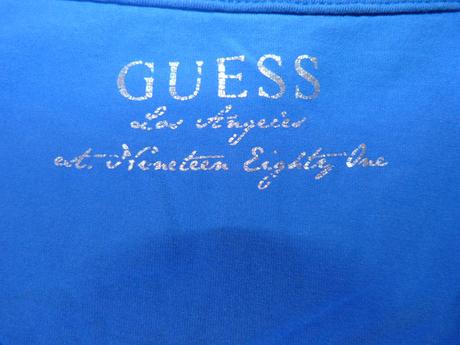 GUESS
Los Angeles
est. Nineteen Eighty One